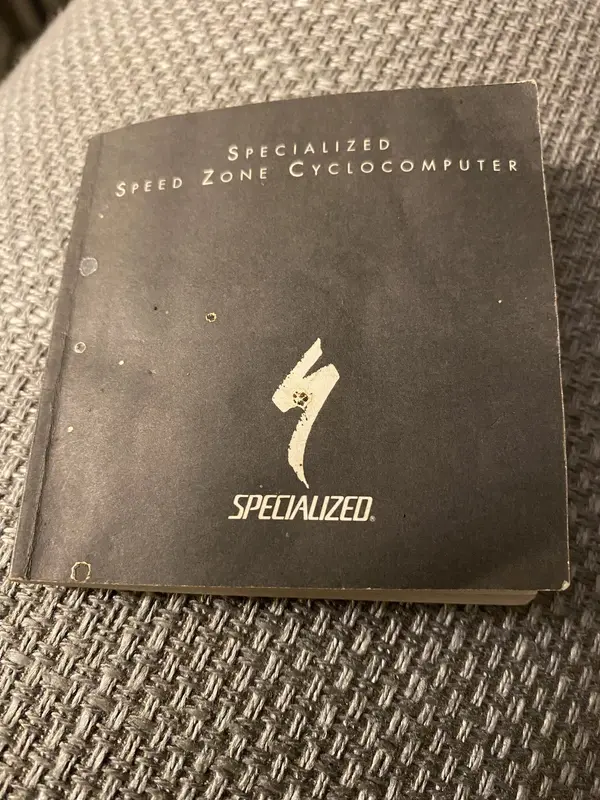 SPECIALIZED
SPEED ZONE CYCLOCOMPUTER
SPECIALIZED®